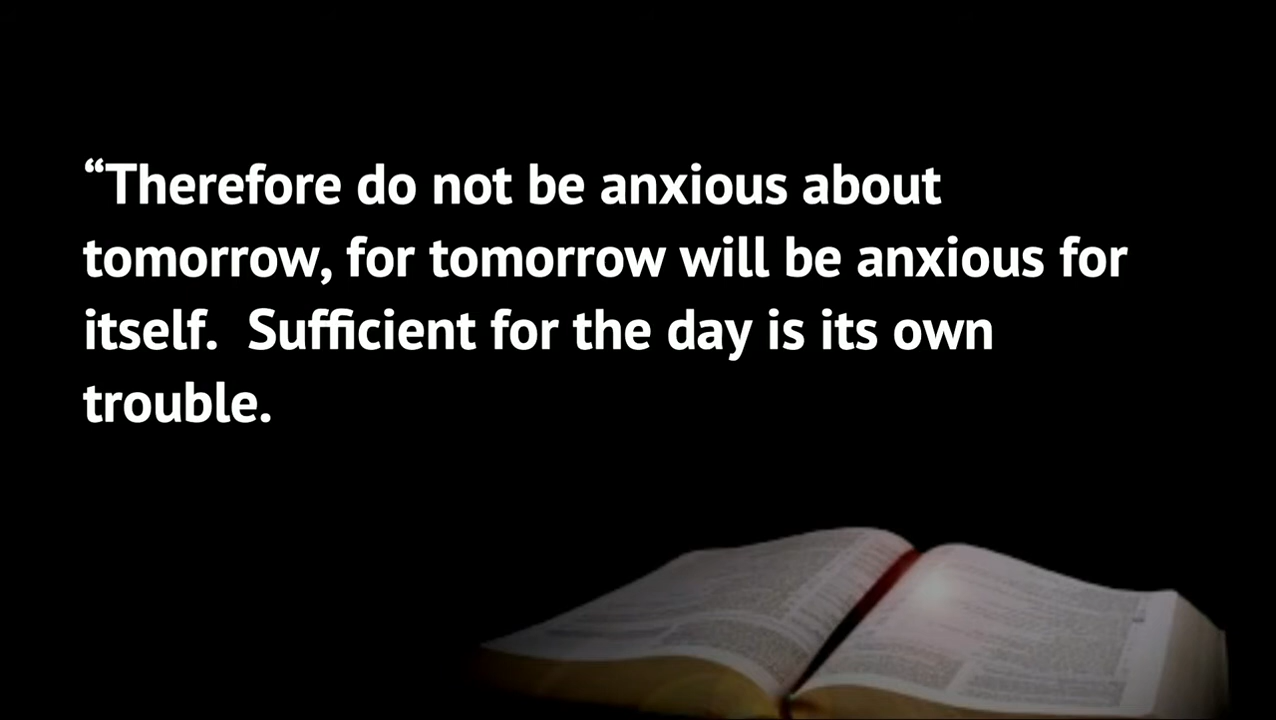 “Therefore do not be anxious about
tomorrow, for tomorrow will be anxious for
itself.  Sufficient for the day is its own
trouble.